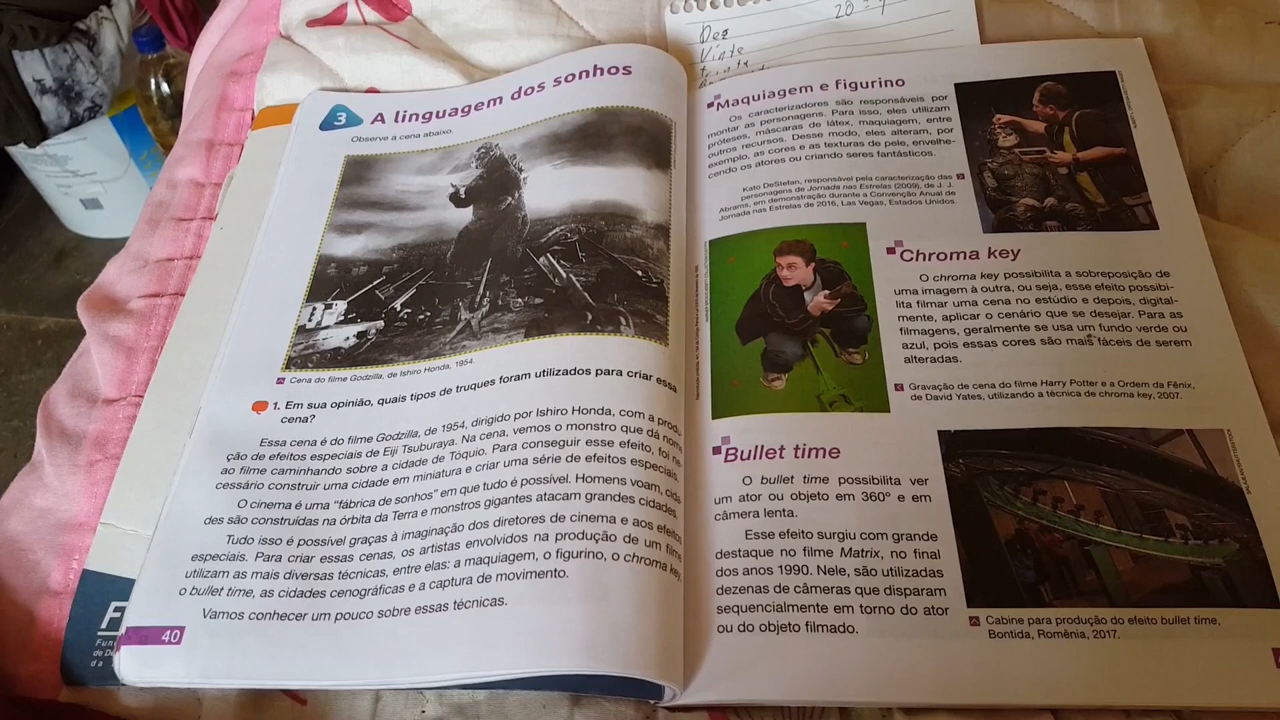 Dez
20
Vinte
trinta
3 A linguagem dos sonhos
Observe a cena abaixo.
Cena do filme Godzilla, de Ishiro Honda, 1954.
1. Em sua opinião, quais tipos de truques foram utilizados para criar essa
cena?
Essa cena é do filme Godzilla, de 1954, dirigido por Ishiro Honda, com a produ-
ção de efeitos especiais de Eiji Tsuburaya. Na cena, vemos o monstro que dá nome
ao filme caminhando sobre a cidade de Tóquio. Para conseguir esse efeito, foi ne-
cessário construir uma cidade em miniatura e criar uma série de efeitos especiais.
O cinema é uma “fábrica de sonhos” em que tudo é possível. Homens voam, cida-
des são construídas na órbita da Terra e monstros gigantes atacam grandes cidades.
Tudo isso é possível graças à imaginação dos diretores de cinema e aos efeitos
especiais. Para criar essas cenas, os artistas envolvidos na produção de um filme
utilizam as mais diversas técnicas, entre elas: a maquiagem, o figurino, o chroma key,
o bullet time, as cidades cenográficas e a captura de movimento.
Vamos conhecer um pouco sobre essas técnicas.
40
Maquiagem e figurino
Os caracterizadores são responsáveis por
montar as personagens. Para isso, eles utilizam
próteses, máscaras de látex, maquiagem, entre
outros recursos. Desse modo, eles alteram, por
exemplo, as cores e as texturas de pele, envelhe-
cendo os atores ou criando seres fantásticos.
Kato DeStefan, responsável pela caracterização das
personagens de Jornada nas Estrelas (2009), de J. J.
Abrams, em demonstração durante a Convenção Anual de
Jornada nas Estrelas de 2016, Las Vegas, Estados Unidos.
Chroma key
O chroma key possibilita a sobreposição de
uma imagem à outra, ou seja, esse efeito possibi-
lita filmar uma cena no estúdio e depois, digital-
mente, aplicar o cenário que se desejar. Para as
filmagens, geralmente se usa um fundo verde ou
azul, pois essas cores são mais fáceis de serem
alteradas.
Gravação de cena do filme Harry Potter e a Ordem da Fênix,
de David Yates, utilizando a técnica de chroma key, 2007.
Bullet time
O bullet time possibilita ver
um ator ou objeto em 360º e em
câmera lenta.
Esse efeito surgiu com grande
destaque no filme Matrix, no final
dos anos 1990. Nele, são utilizadas
dezenas de câmeras que disparam
sequencialmente em torno do ator
ou do objeto filmado.
Cabine para produção do efeito bullet time,
Bontida, Romênia, 2017.